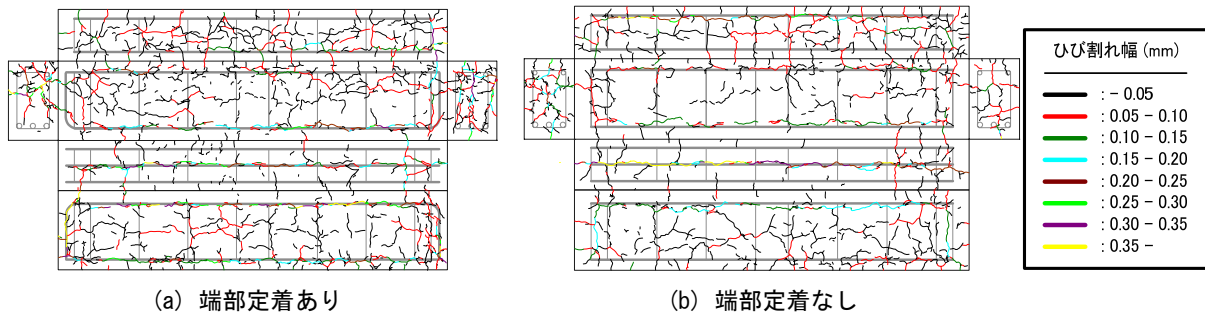 ひび割れ幅 (mm)
: - 0.05
: 0.05 - 0.10
: 0.10 - 0.15
: 0.15 - 0.20
: 0.20 - 0.25
: 0.25 - 0.30
: 0.30 - 0.35
: 0.35 -
(a) 端部定着あり
(b) 端部定着なし